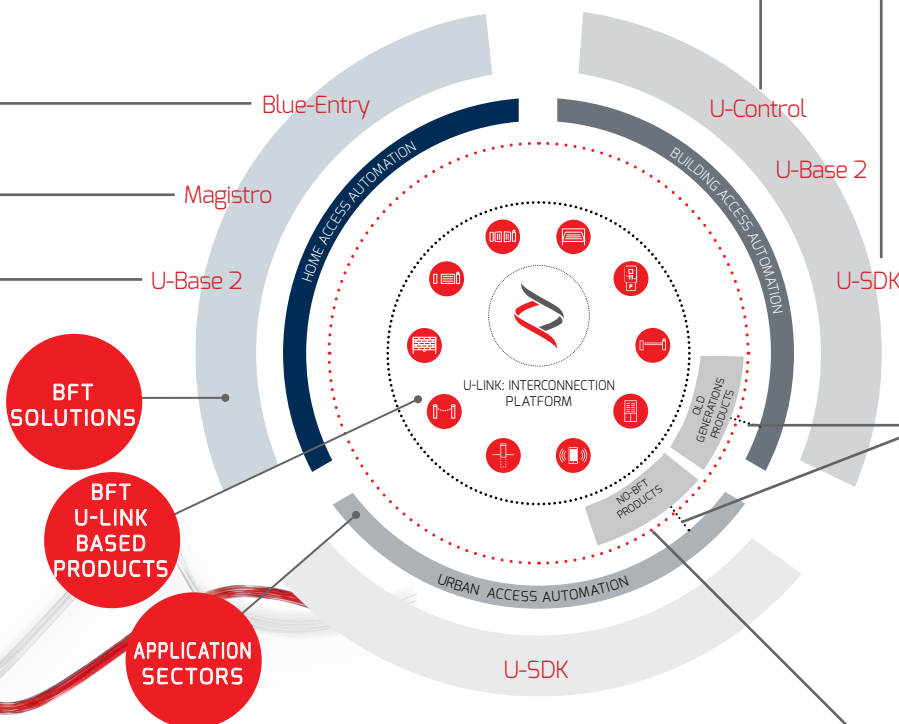 Blue-Entry
U-Control
HOME ACCESS AUTOMATION
BUILDING ACCESS AUTOMATION
U-Base 2
Magistro
U-Base 2
U-SDK
U-LINK: INTERCONNECTION
PLATFORM
BFT
SOLUTIONS
OLD
GENERATIONS
PRODUCTS
BFT
U-LINK
BASED
PRODUCTS
NO-BFT
PRODUCTS
URBAN ACCESS AUTOMATION
APPLICATION
SECTORS
U-SDK